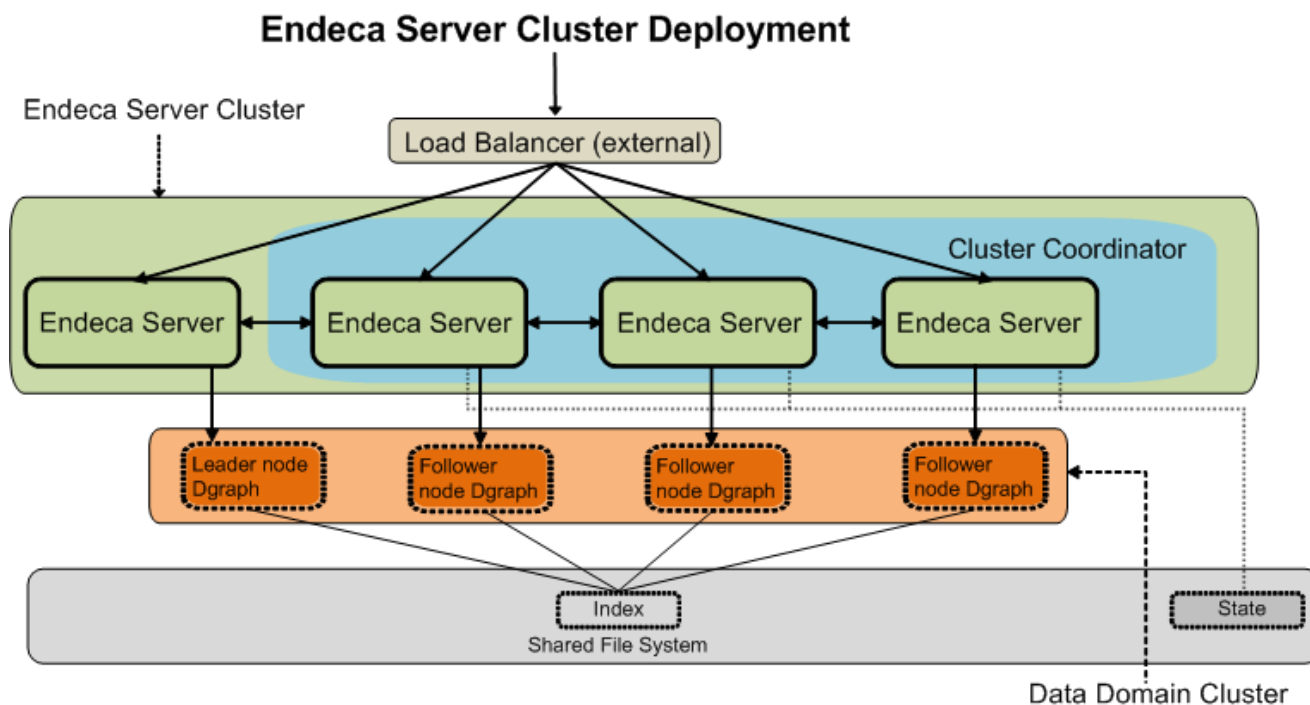 Endeca Server Cluster Deployment
Endeca Server Cluster
Load Balancer (external)
Cluster Coordinator
Endeca Server
Endeca Server
Endeca Server
Endeca Server
Leader node
Dgraph
Follower
node Dgraph
Follower
node Dgraph
Follower
node Dgraph
Index
State
Shared File System
Data Domain Cluster